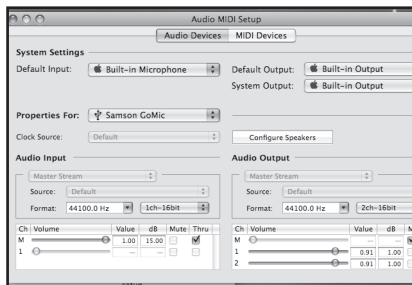 Audio MIDI Setup
Audio Devices MIDI Devices
System Settings
Default Input: Built-in Microphone
Default Output: Built-in Output
System Output: Built-in Output
Properties For: Samson GoMic
Clock Source: Default
Configure Speakers
Audio Input
Audio Output
Master Stream
Source: Default
Format: 44100.0 Hz 1ch-16bit
Master Stream
Source: Default
Format: 44100.0 Hz 2ch-16bit
Ch Volume Value dB Mute Thru
M 1.00 15.00
1 — —
Ch Volume Value dB M
M — —
1 0.91 1.00
2 0.91 1.00